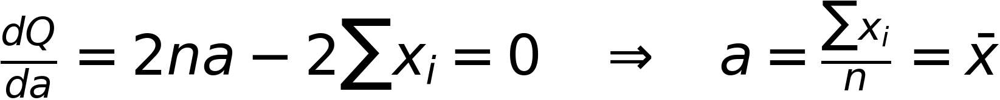 dQ/da = 2na − 2∑xᵢ = 0 ⇒ a = ∑xᵢ/n = x̄